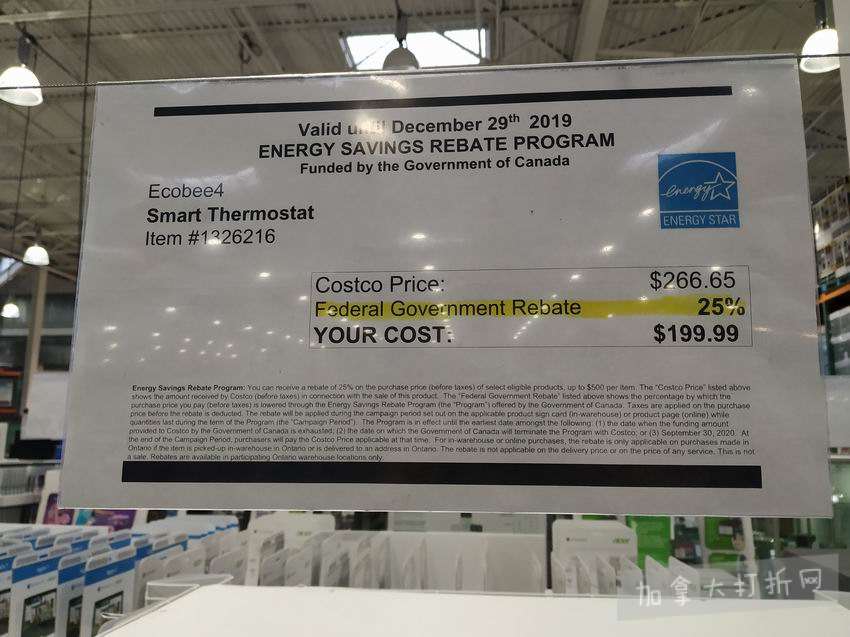 Valid until December 29th 2019
ENERGY SAVINGS REBATE PROGRAM
Funded by the Government of Canada
Ecobee4
Smart Thermostat
Item #1326216
energy
ENERGY STAR
Costco Price: $266.65
Federal Government Rebate 25%
YOUR COST: $199.99
Energy Savings Rebate Program: You can receive a rebate of 25% on the purchase price (before taxes) of select eligible products, up to $500 per item. The "Costco Price" listed above
shows the amount received by Costco (before taxes) in connection with the sale of this product. The "Federal Government Rebate" listed above shows the percentage by which the
purchase price you pay (before taxes) is lowered through the Energy Savings Rebate Program (the "Program") offered by the Government of Canada. Taxes are applied on the purchase
price before the rebate is deducted. The rebate will be applied during the campaign period set out on the applicable product sign card (in-warehouse) or product page (online) while
quantities last during the term of the Program (the "Campaign Period"). The Program is in effect until the earliest date amongst the following: (1) the date when the funding amount
provided to Costco by the Government of Canada is exhausted; (2) the date on which the Government of Canada will terminate the Program with Costco; or (3) September 30, 2020. At
the end of the Campaign Period, purchasers will pay the Costco Price applicable at that time. For in-warehouse or online purchases, the rebate is only applicable on purchases made in
Ontario if the item is picked-up in-warehouse in Ontario or is delivered to an address in Ontario. The rebate is not applicable on the delivery price or on the price of any service. This is not
a sale. Rebates are available in participating Ontario warehouse locations only.
acer
加拿大打折网